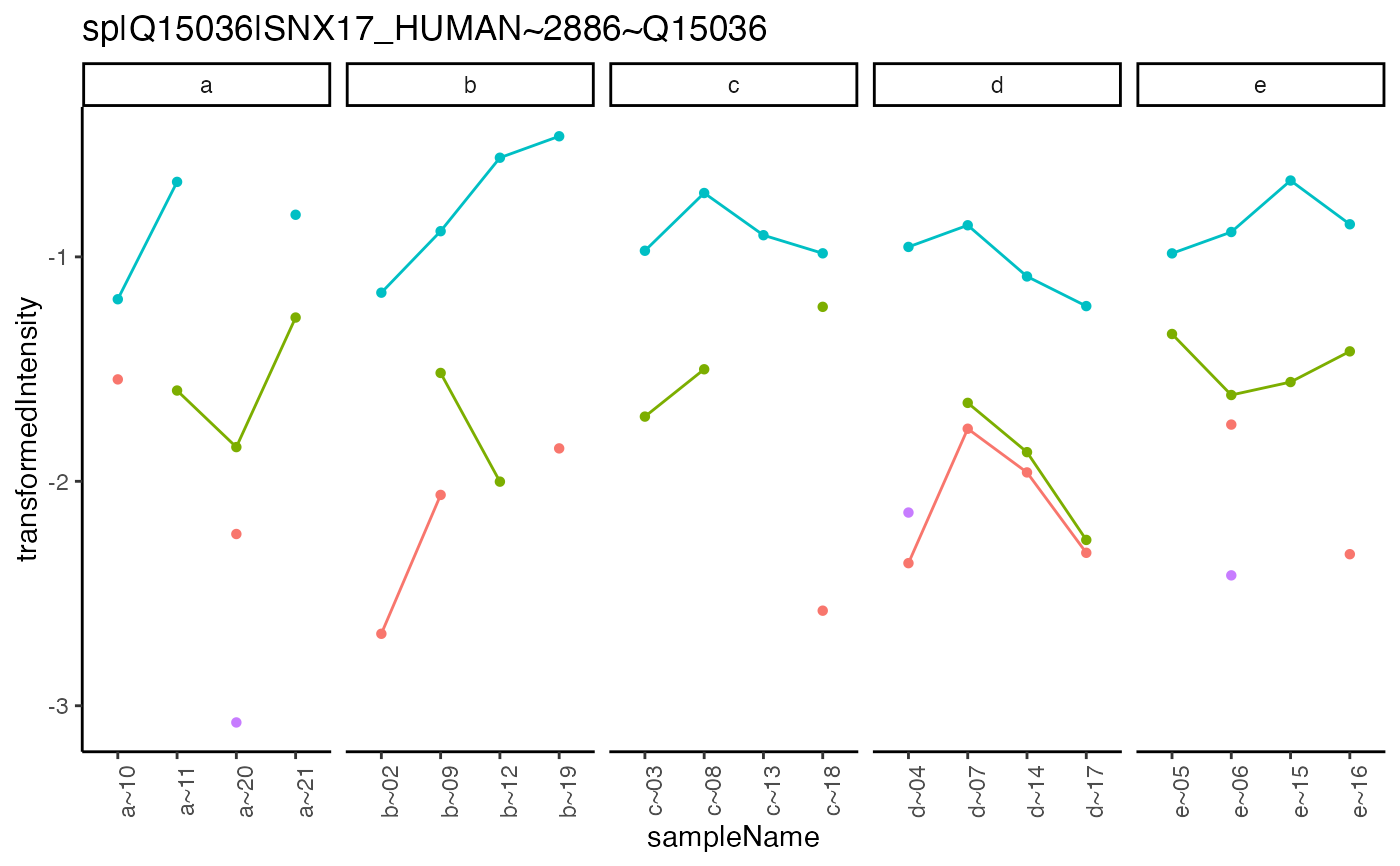 sp|Q15036|SNX17_HUMAN~2886~Q15036
a b c d e
transformedIntensity
-1
-2
-3
a~10 a~11 a~20 a~21 b~02 b~09 b~12 b~19 c~03 c~08 c~13 c~18 d~04 d~07 d~14 d~17 e~05 e~06 e~15 e~16
sampleName